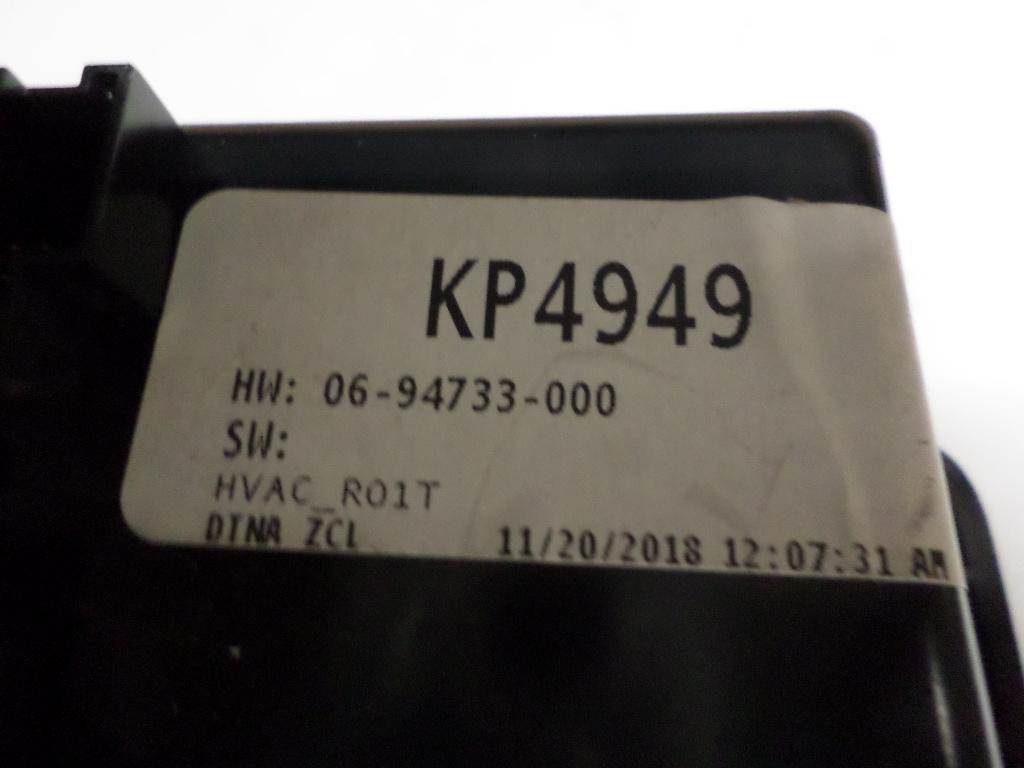 KP4949
HW: 06-94733-000
SW:
HVAC_R01T
DTNA ZCL 11/20/2018 12:07:31 AM